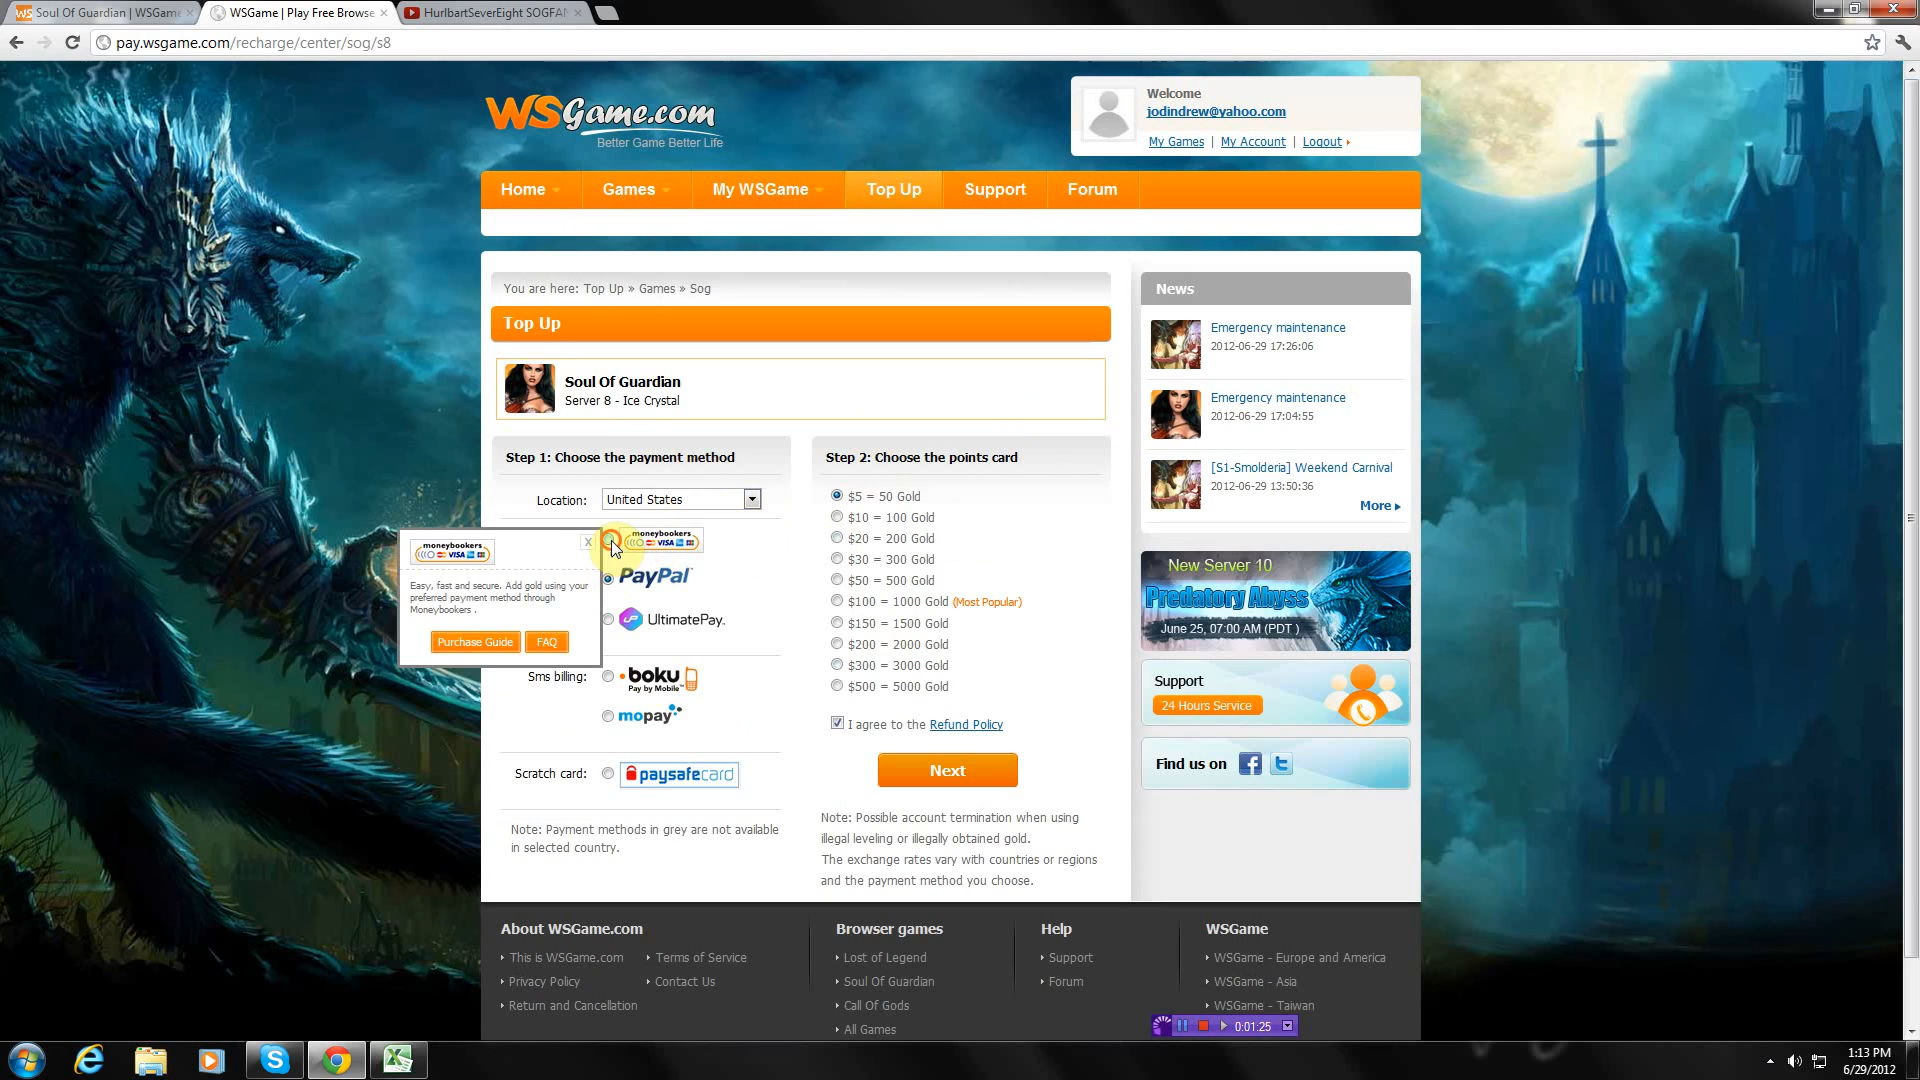 Soul Of Guardian | WSGame
WSGame | Play Free Browse
HurlbartSeverEight SOGFAN
pay.wsgame.com/recharge/center/sog/s8
WSGame.com
Better Game Better Life
Welcome
jodindrew@yahoo.com
My Games | My Account | Logout
Home
Games
My WSGame
Top Up
Support
Forum
You are here: Top Up » Games » Sog
Top Up
Soul Of Guardian
Server 8 - Ice Crystal
Step 1: Choose the payment method
Location: United States
moneybookers
VISA
PayPal
UltimatePay.
moneybookers
VISA
X
Easy, fast and secure. Add gold using your
preferred payment method through
Moneybookers .
Purchase Guide
FAQ
Sms billing:
boku
Pay by Mobile™
mopay
Scratch card:
paysafecard
Note: Payment methods in grey are not available
in selected country.
Step 2: Choose the points card
$5 = 50 Gold
$10 = 100 Gold
$20 = 200 Gold
$30 = 300 Gold
$50 = 500 Gold
$100 = 1000 Gold (Most Popular)
$150 = 1500 Gold
$200 = 2000 Gold
$300 = 3000 Gold
$500 = 5000 Gold
I agree to the Refund Policy
Next
Note: Possible account termination when using
illegal leveling or illegally obtained gold.
The exchange rates vary with countries or regions
and the payment method you choose.
News
Emergency maintenance
2012-06-29 17:26:06
Emergency maintenance
2012-06-29 17:04:55
[S1-Smolderia] Weekend Carnival
2012-06-29 13:50:36
More
New Server 10
Predatory Abyss
June 25, 07:00 AM (PDT )
Support
24 Hours Service
Find us on
About WSGame.com
This is WSGame.com
Terms of Service
Privacy Policy
Contact Us
Return and Cancellation
Browser games
Lost of Legend
Soul Of Guardian
Call Of Gods
All Games
Help
Support
Forum
WSGame
WSGame - Europe and America
WSGame - Asia
WSGame - Taiwan
0:01:25
1:13 PM
6/29/2012